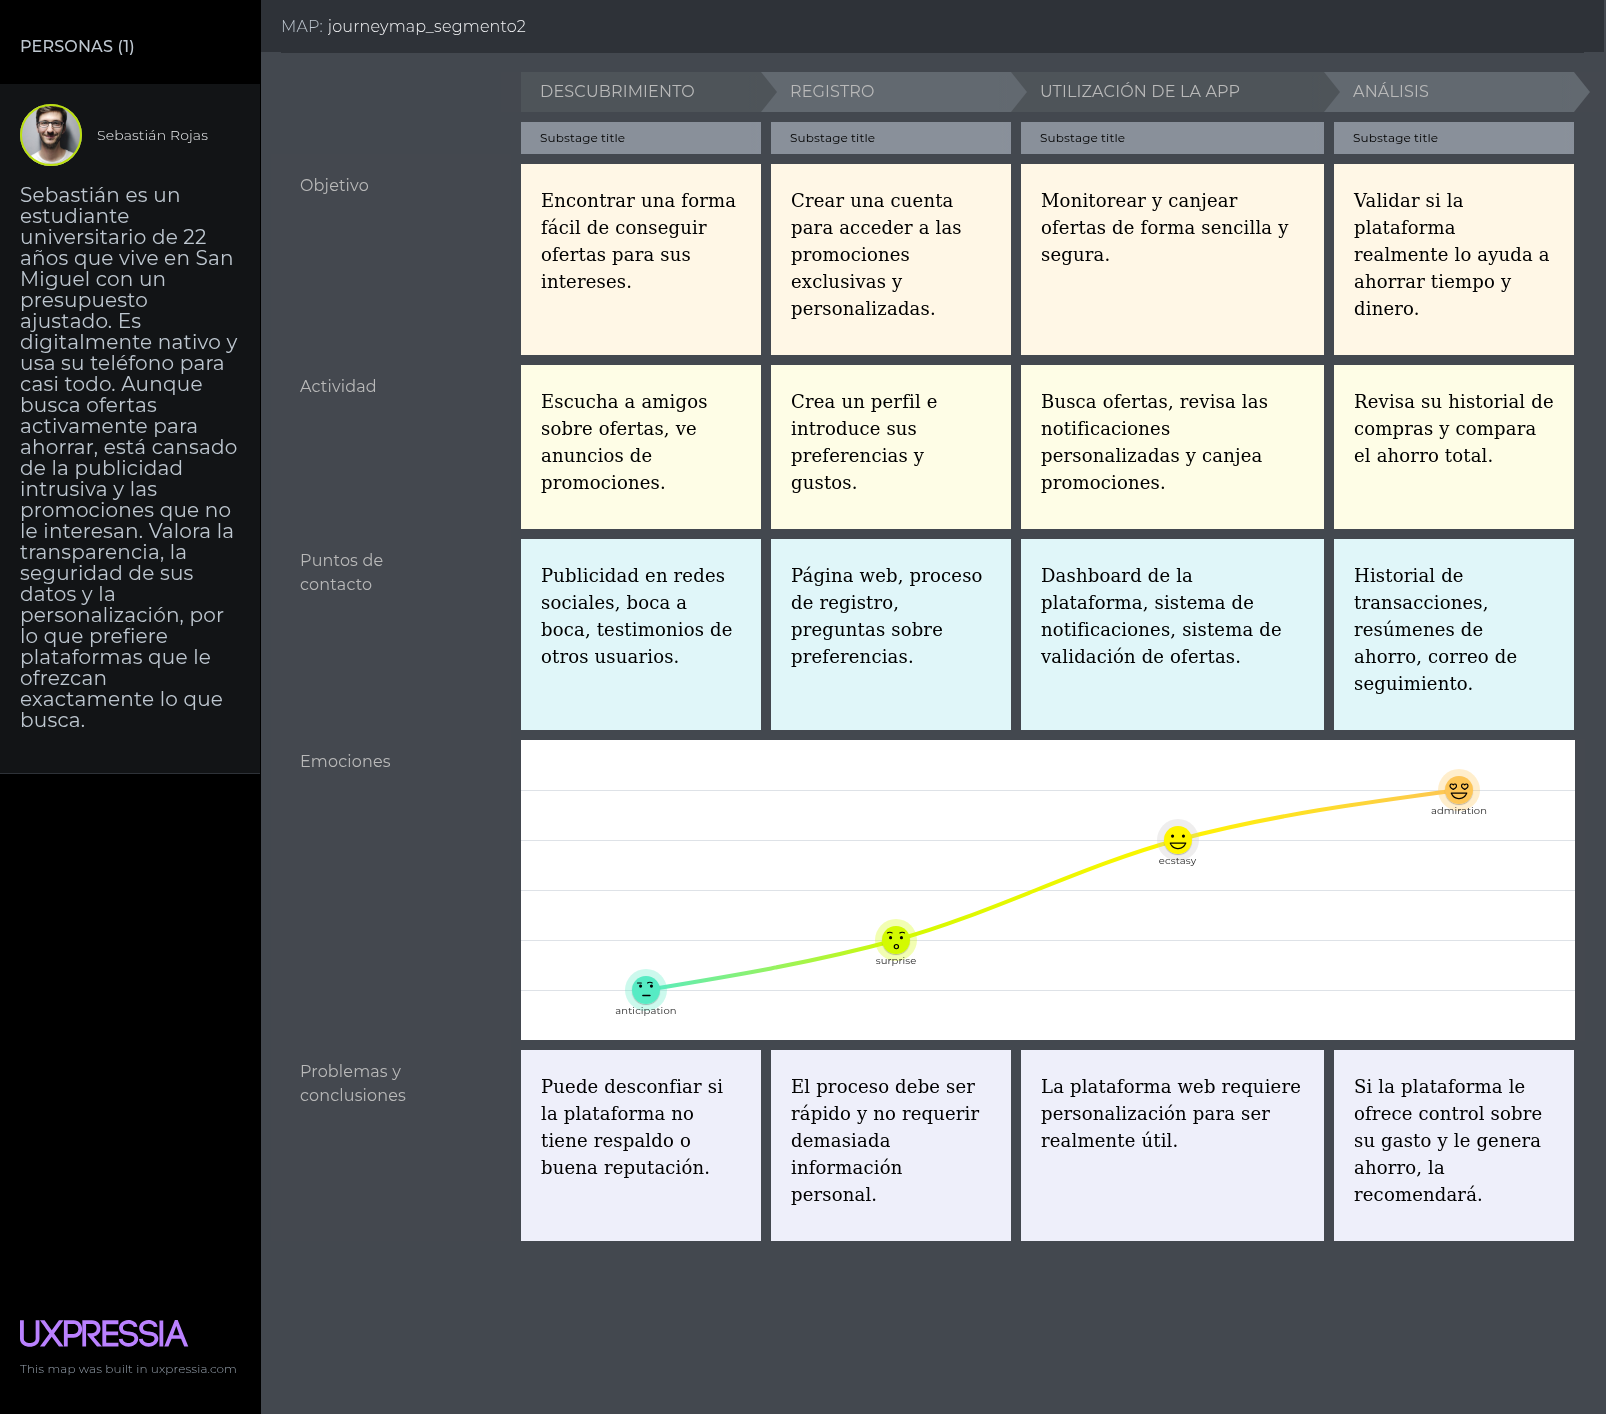 PERSONAS (1)
Sebastián Rojas
Sebastián es un
estudiante
universitario de 22
años que vive en San
Miguel con un
presupuesto
ajustado. Es
digitalmente nativo y
usa su teléfono para
casi todo. Aunque
busca ofertas
activamente para
ahorrar, está cansado
de la publicidad
intrusiva y las
promociones que no
le interesan. Valora la
transparencia, la
seguridad de sus
datos y la
personalización, por
lo que prefiere
plataformas que le
ofrezcan
exactamente lo que
busca.
UXPRESSIA
This map was built in uxpressia.com
MAP: journeymap_segmento2
DESCUBRIMIENTO
REGISTRO
UTILIZACIÓN DE LA APP
ANÁLISIS
Substage title
Substage title
Substage title
Substage title
Objetivo
Encontrar una forma
fácil de conseguir
ofertas para sus
intereses.
Crear una cuenta
para acceder a las
promociones
exclusivas y
personalizadas.
Monitorear y canjear
ofertas de forma sencilla y
segura.
Validar si la
plataforma
realmente lo ayuda a
ahorrar tiempo y
dinero.
Actividad
Escucha a amigos
sobre ofertas, ve
anuncios de
promociones.
Crea un perfil e
introduce sus
preferencias y
gustos.
Busca ofertas, revisa las
notificaciones
personalizadas y canjea
promociones.
Revisa su historial de
compras y compara
el ahorro total.
Puntos de
contacto
Publicidad en redes
sociales, boca a
boca, testimonios de
otros usuarios.
Página web, proceso
de registro,
preguntas sobre
preferencias.
Dashboard de la
plataforma, sistema de
notificaciones, sistema de
validación de ofertas.
Historial de
transacciones,
resúmenes de
ahorro, correo de
seguimiento.
Emociones
anticipation
surprise
ecstasy
admiration
Problemas y
conclusiones
Puede desconfiar si
la plataforma no
tiene respaldo o
buena reputación.
El proceso debe ser
rápido y no requerir
demasiada
información
personal.
La plataforma web requiere
personalización para ser
realmente útil.
Si la plataforma le
ofrece control sobre
su gasto y le genera
ahorro, la
recomendará.